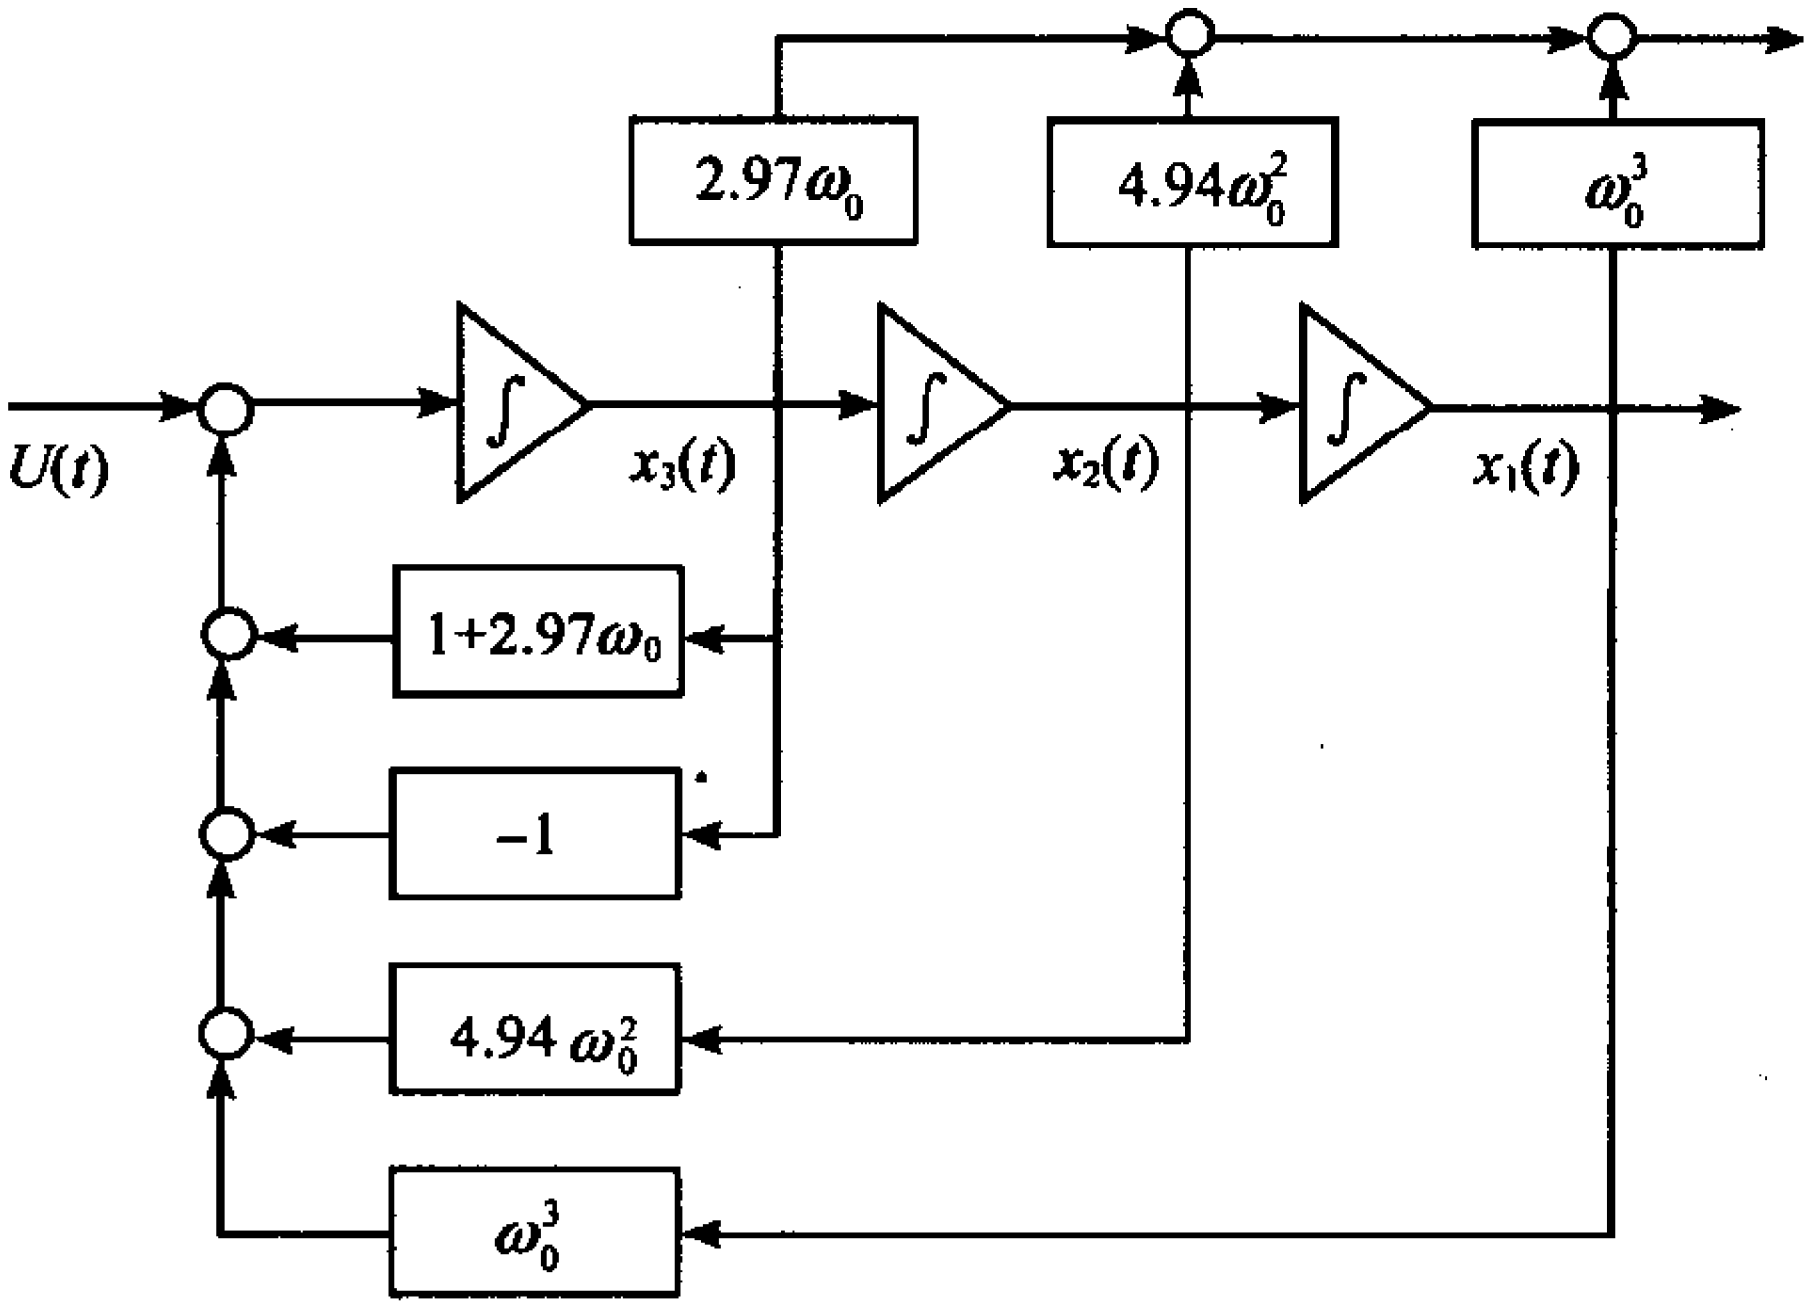 2.97ω₀
4.94ω₀²
ω₀³
∫
∫
∫
U(t)
x₃(t)
x₂(t)
x₁(t)
1+2.97ω₀
−1
4.94 ω₀²
ω₀³